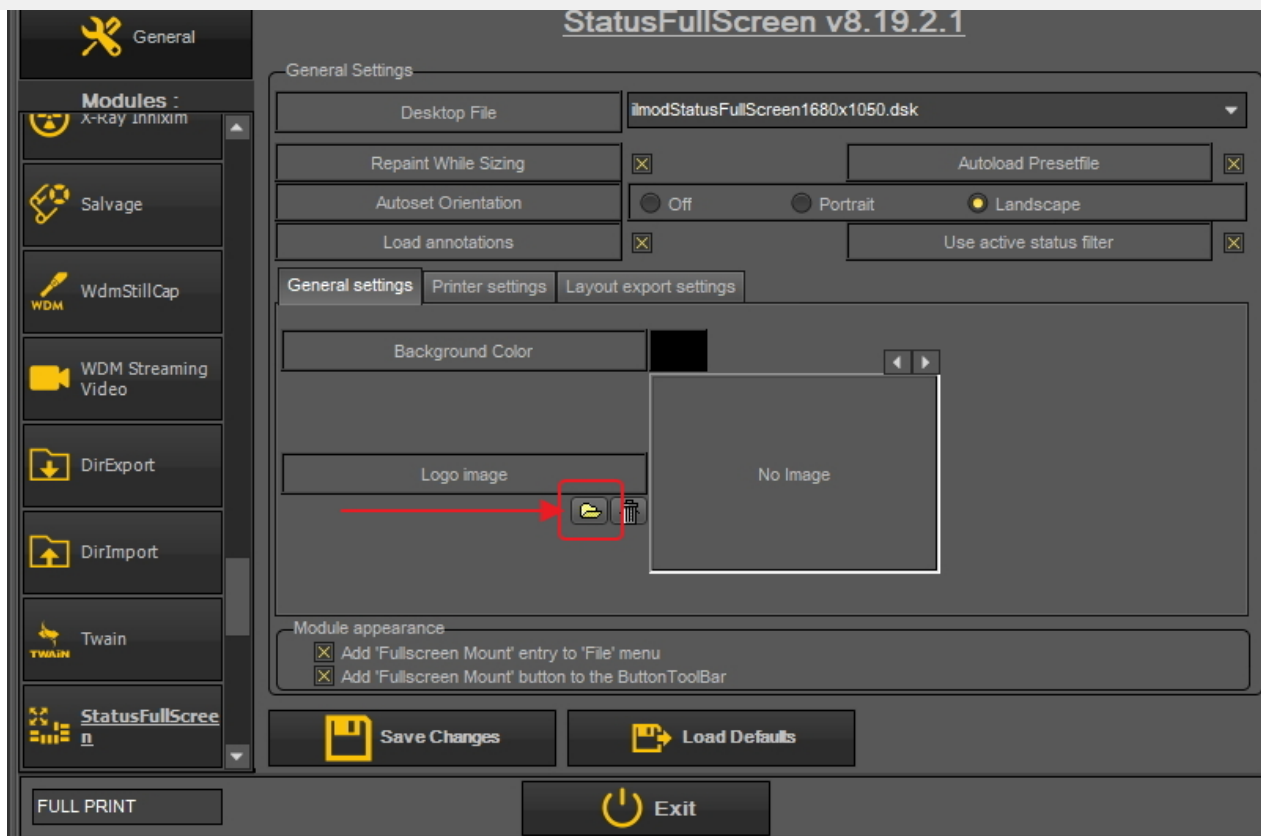 General
StatusFullScreen v8.19.2.1
Modules :
X-Ray Innixim
Salvage
WDM
WdmStillCap
WDM Streaming
Video
DirExport
DirImport
TWAIN
Twain
StatusFullScree
n
General Settings
Desktop File
ilmodStatusFullScreen1680x1050.dsk
Repaint While Sizing
Autoload Presetfile
Autoset Orientation
Off
Portrait
Landscape
Load annotations
Use active status filter
General settings
Printer settings
Layout export settings
Background Color
Logo image
No Image
Module appearance
Add 'Fullscreen Mount' entry to 'File' menu
Add 'Fullscreen Mount' button to the ButtonToolBar
Save Changes
Load Defaults
FULL PRINT
Exit